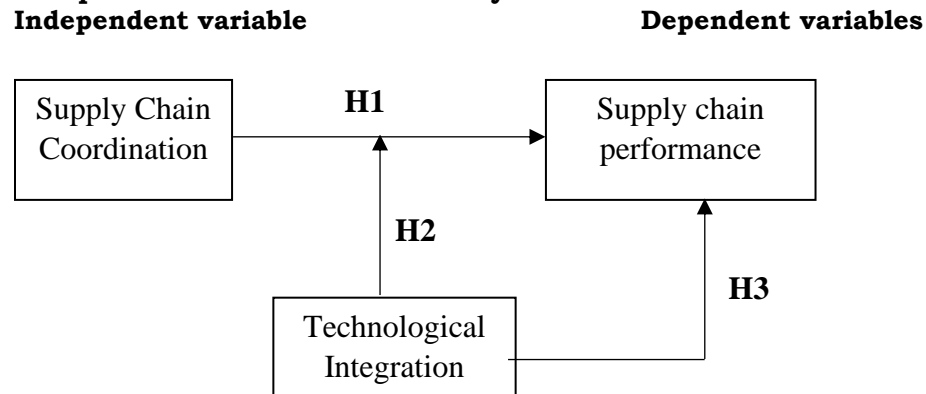 Independent variable Dependent variables
Supply Chain
Coordination
H1
Supply chain
performance
H2
H3
Technological
Integration